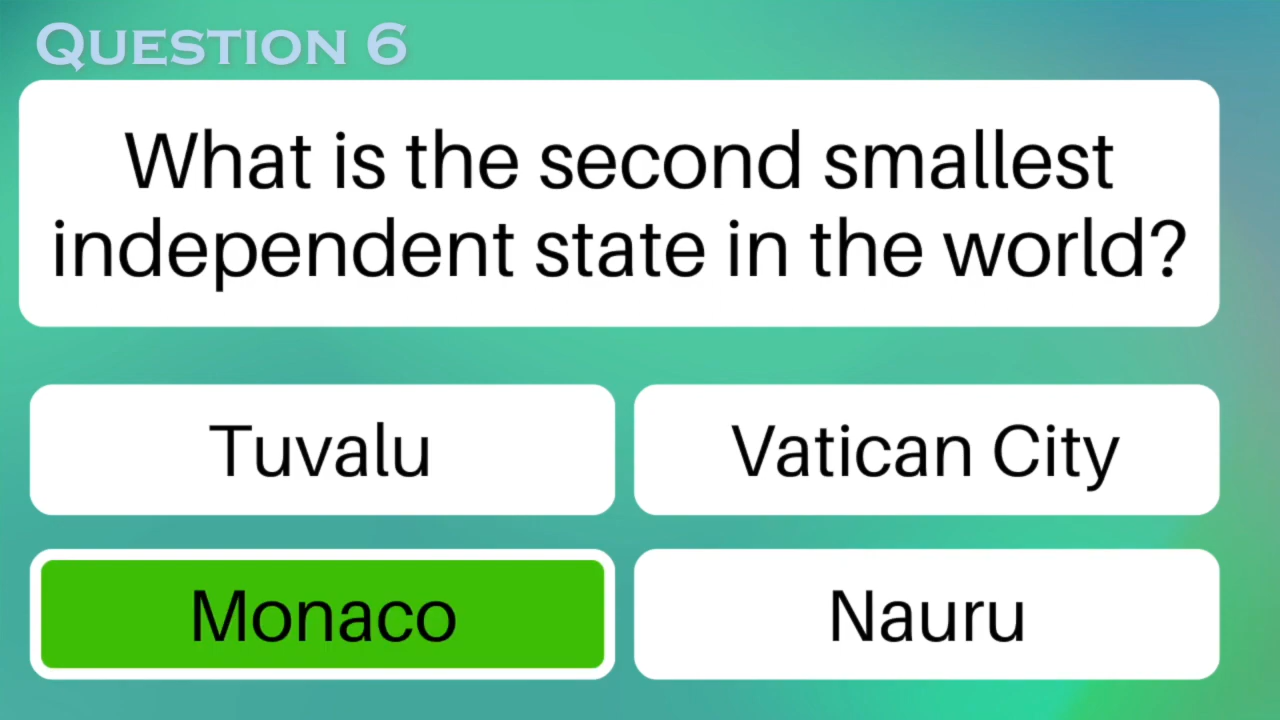 Question 6
What is the second smallest
independent state in the world?
Tuvalu
Vatican City
Monaco
Nauru